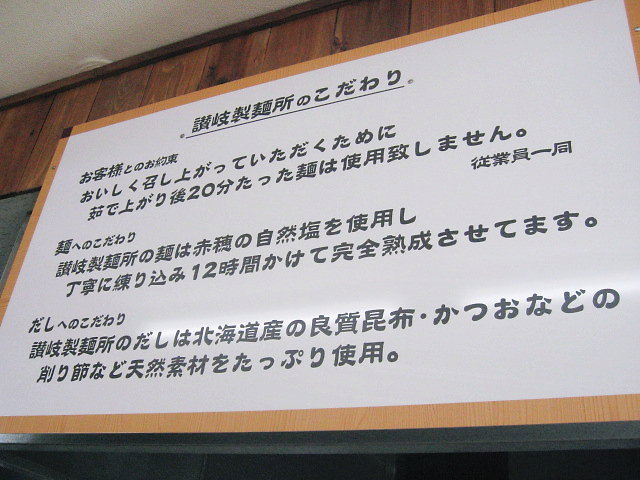 讃岐製麺所のこだわり
お客様とのお約束
おいしく召し上がっていただくために
茹で上がり後20分たった麺は使用致しません。
従業員一同
麺へのこだわり
讃岐製麺所の麺は赤穂の自然塩を使用し
丁寧に練り込み12時間かけて完全熟成させてます。
だしへのこだわり
讃岐製麺所のだしは北海道産の良質昆布・かつおなどの
削り節など天然素材をたっぷり使用。